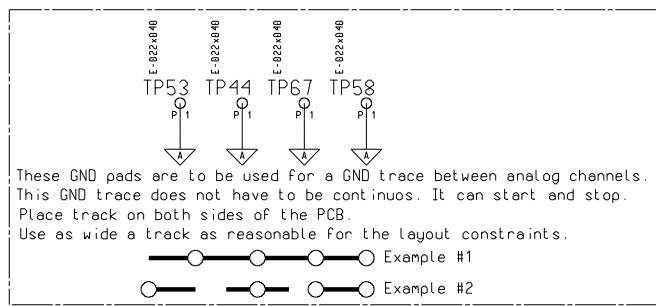 E-022x040 E-022x040 E-022x040 E-022x040
TP53 TP44 TP67 TP58
P 1 P 1 P 1 P 1
A A A A
These GND pads are to be used for a GND trace between analog channels.
This GND trace does not have to be continuos. It can start and stop.
Place track on both sides of the PCB.
Use as wide a track as reasonable for the layout constraints.
Example #1
Example #2